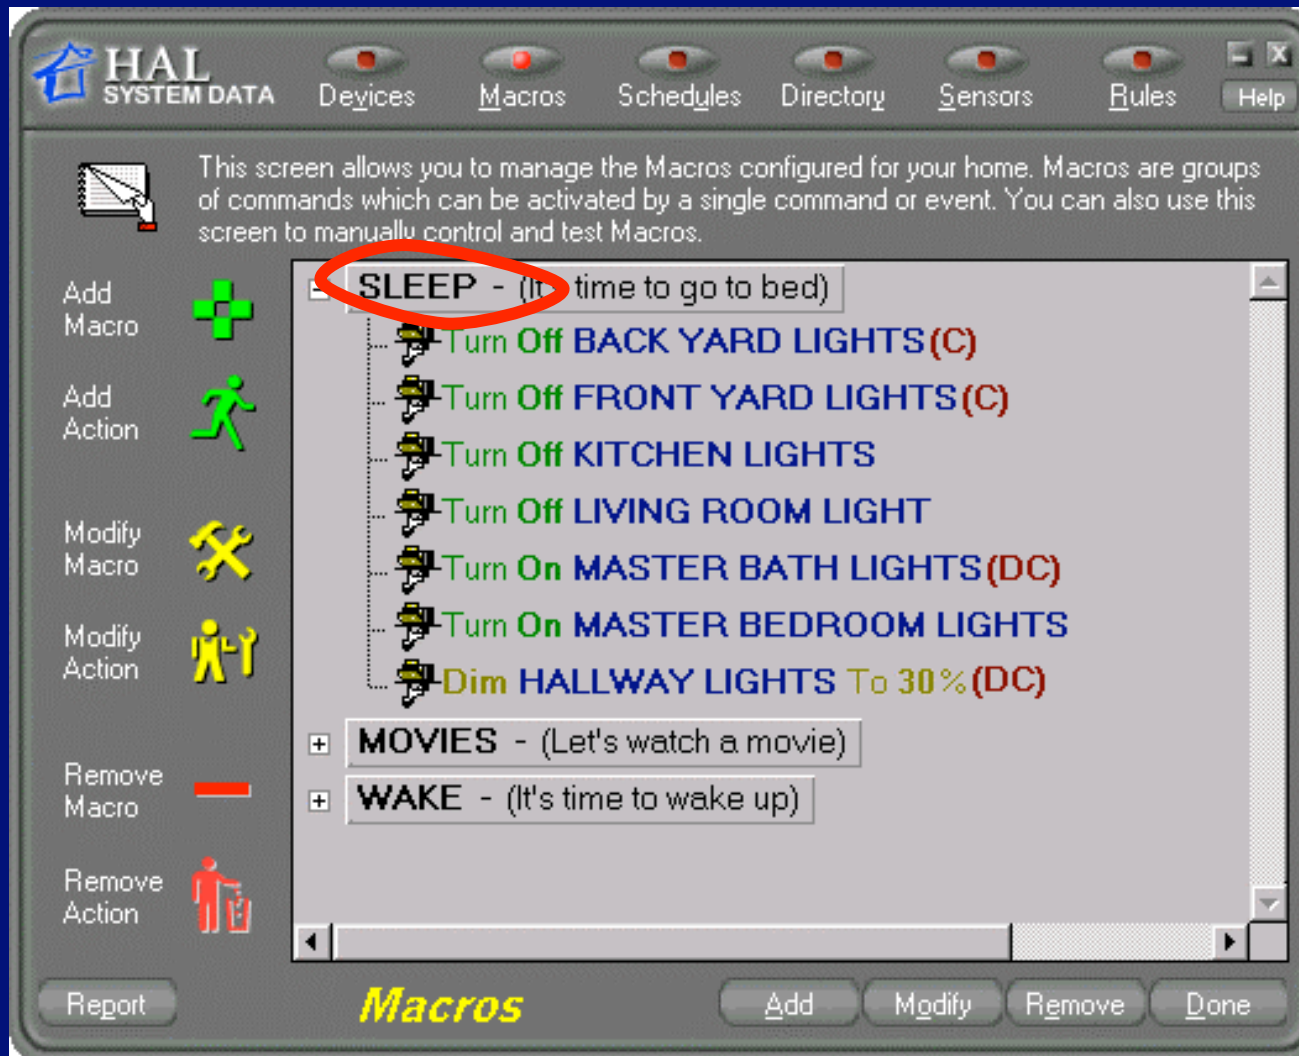 HAL
SYSTEM DATA
Devices
Macros
Schedules
Directory
Sensors
Rules
Help
This screen allows you to manage the Macros configured for your home. Macros are groups
of commands which can be activated by a single command or event. You can also use this
screen to manually control and test Macros.
Add
Macro
Add
Action
Modify
Macro
Modify
Action
Remove
Macro
Remove
Action
SLEEP - (It's time to go to bed)
Turn Off BACK YARD LIGHTS(C)
Turn Off FRONT YARD LIGHTS(C)
Turn Off KITCHEN LIGHTS
Turn Off LIVING ROOM LIGHT
Turn On MASTER BATH LIGHTS(DC)
Turn On MASTER BEDROOM LIGHTS
Dim HALLWAY LIGHTS To 30%(DC)
MOVIES - (Let's watch a movie)
WAKE - (It's time to wake up)
Report
Macros
Add
Modify
Remove
Done